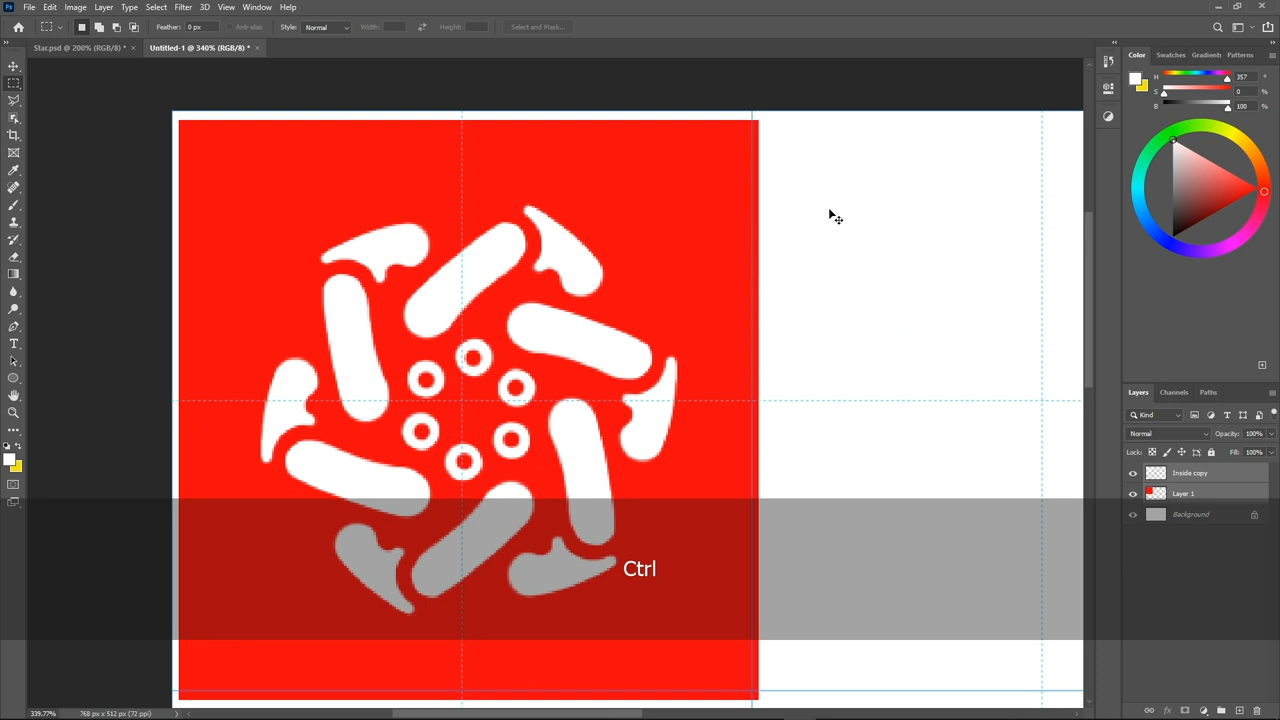 Ps File Edit Image Layer Type Select Filter 3D View Window Help
Feather: 0 px Anti-alias Style: Normal Width: Height: Select and Mask...
Star.psd @ 200% (RGB/8) * × Untitled-1 @ 340% (RGB/8) * ×
Color Swatches Gradients Patterns
H 357 °
S 0 %
B 100 %
Ctrl
Layers Channels Paths
Kind
Normal Opacity: 100%
Lock: Fill: 100%
Inside copy
Layer 1
Background
339.77% 768 px x 512 px (72 ppi)